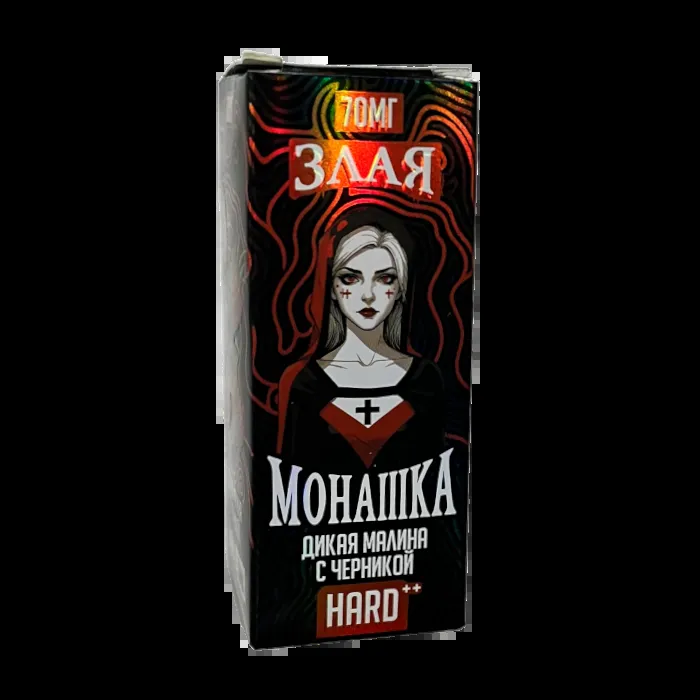 70МГ
ЗЛАЯ
МОНАШКА
ДИКАЯ МАЛИНА
С ЧЕРНИКОЙ
HARD++